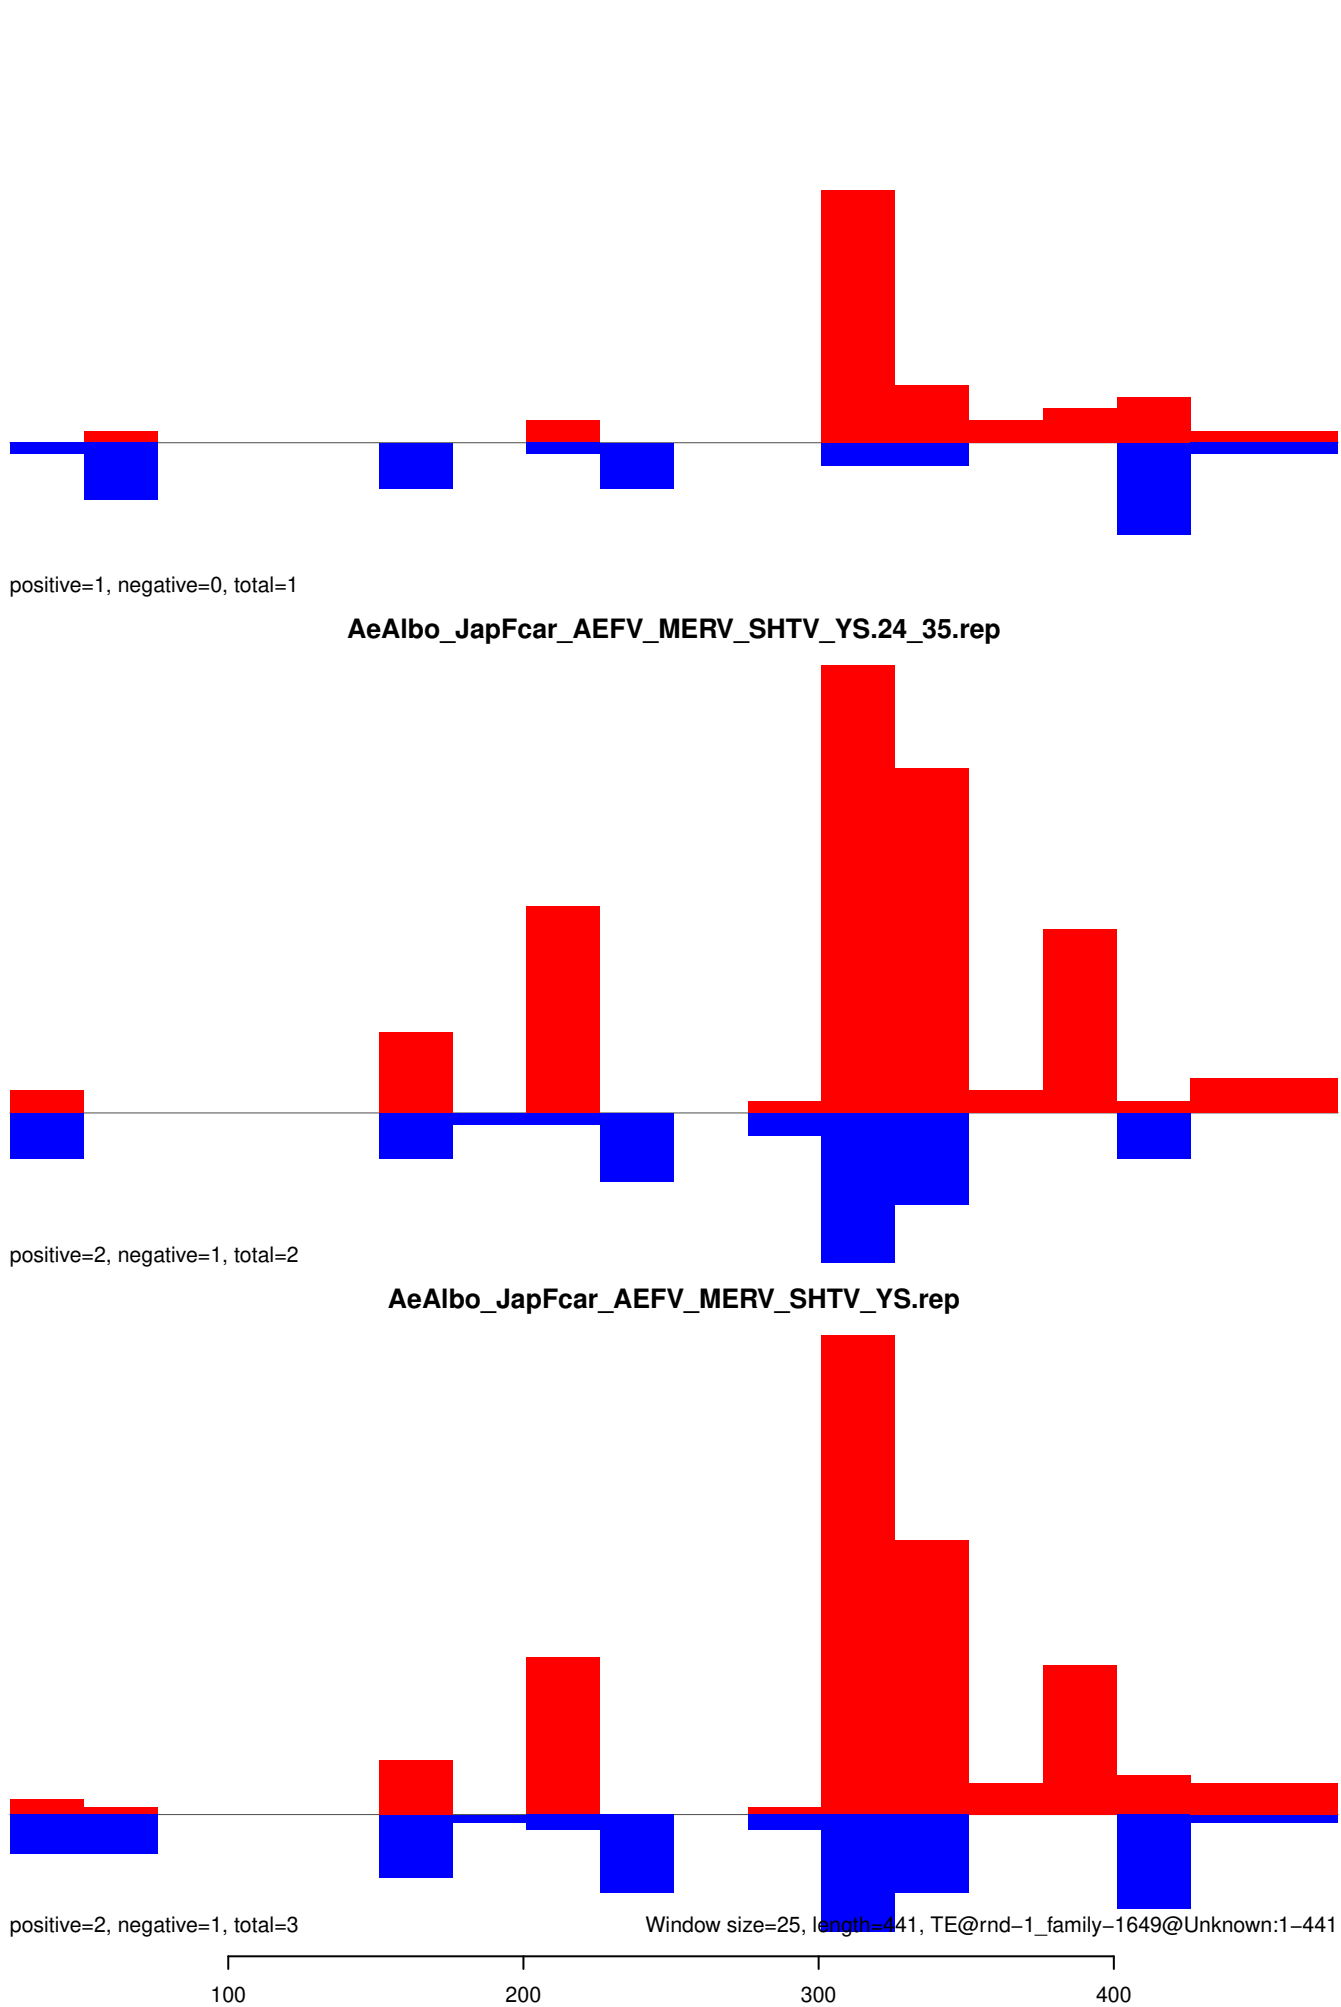 positive=1, negative=0, total=1
AeAlbo_JapFcar_AEFV_MERV_SHTV_YS.24_35.rep
positive=2, negative=1, total=2
AeAlbo_JapFcar_AEFV_MERV_SHTV_YS.rep
positive=2, negative=1, total=3
Window size=25, length=441, TE@rnd−1_family−1649@Unknown:1−441
100 200 300 400